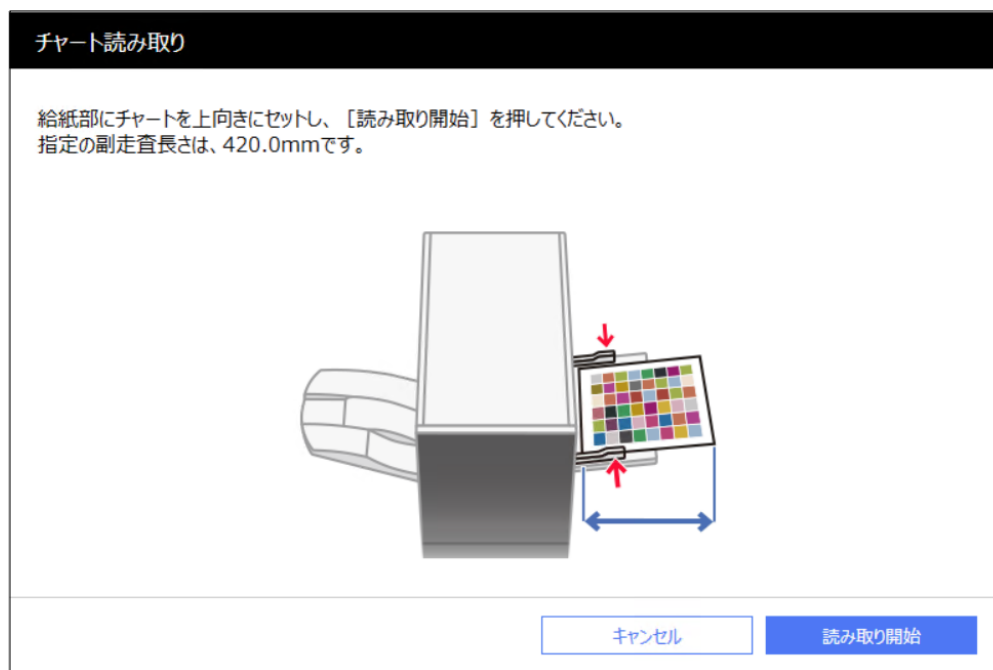 チャート読み取り
給紙部にチャートを上向きにセットし、［読み取り開始］を押してください。
指定の副走査長さは、420.0mmです。
キャンセル
読み取り開始